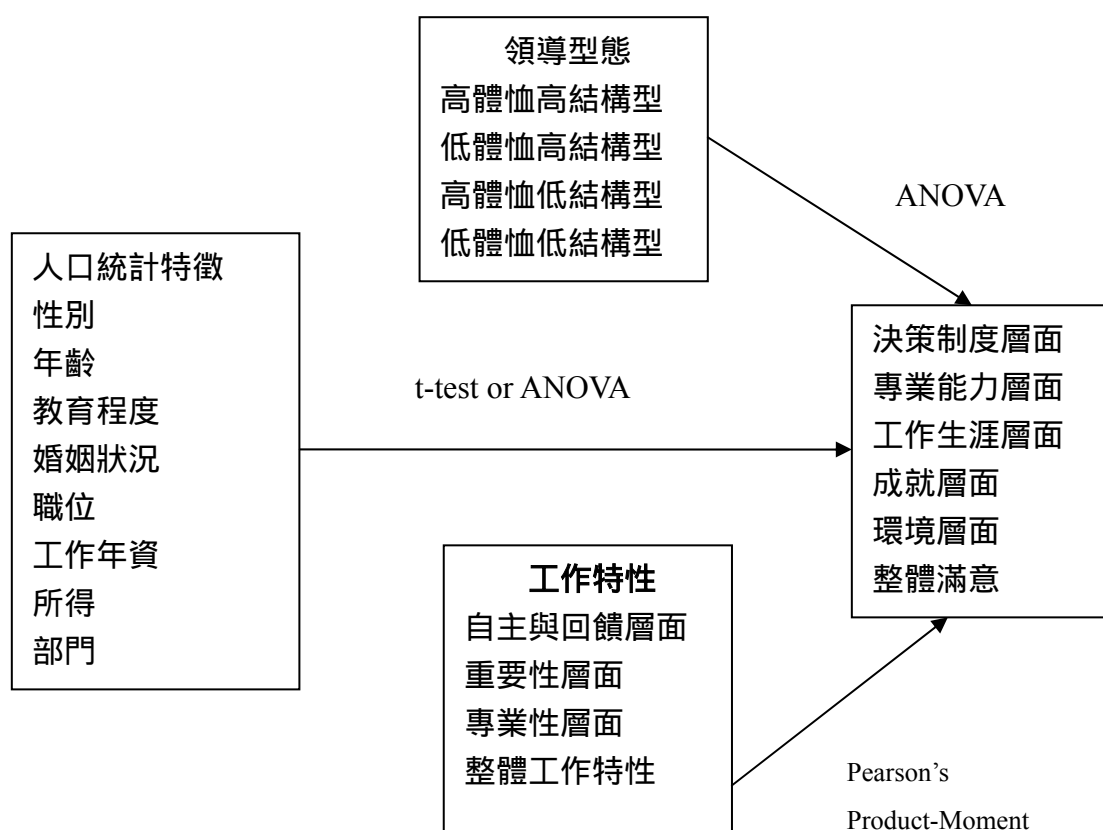 領導型態
高體恤高結構型
低體恤高結構型
高體恤低結構型
低體恤低結構型
ANOVA
人口統計特徵
性別
年齡
教育程度
婚姻狀況
職位
工作年資
所得
部門
t-test or ANOVA
決策制度層面
專業能力層面
工作生涯層面
成就層面
環境層面
整體滿意
工作特性
自主與回饋層面
重要性層面
專業性層面
整體工作特性
Pearson’s
Product-Moment